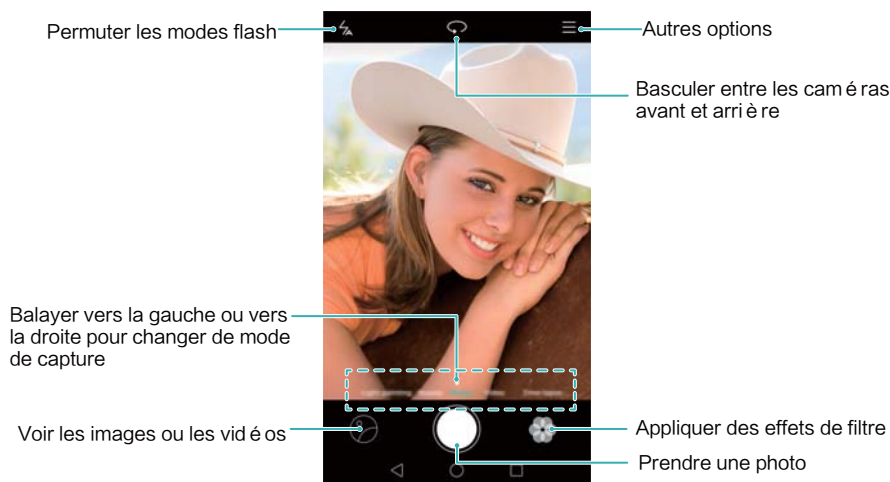 Permuter les modes flash
Autres options
Basculer entre les cam é ras
avant et arri è re
Balayer vers la gauche ou vers
la droite pour changer de mode
de capture
Voir les images ou les vid é os
Appliquer des effets de filtre
Prendre une photo